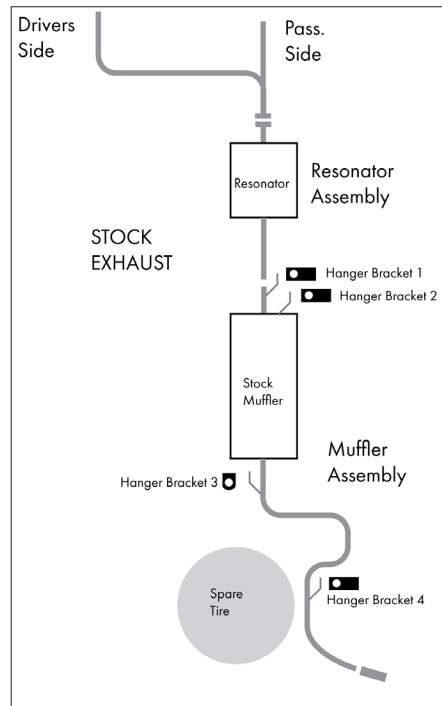 Drivers
Side
Pass.
Side
Resonator
Resonator
Assembly
STOCK
EXHAUST
Hanger Bracket 1
Hanger Bracket 2
Stock
Muffler
Muffler
Assembly
Hanger Bracket 3
Spare
Tire
Hanger Bracket 4